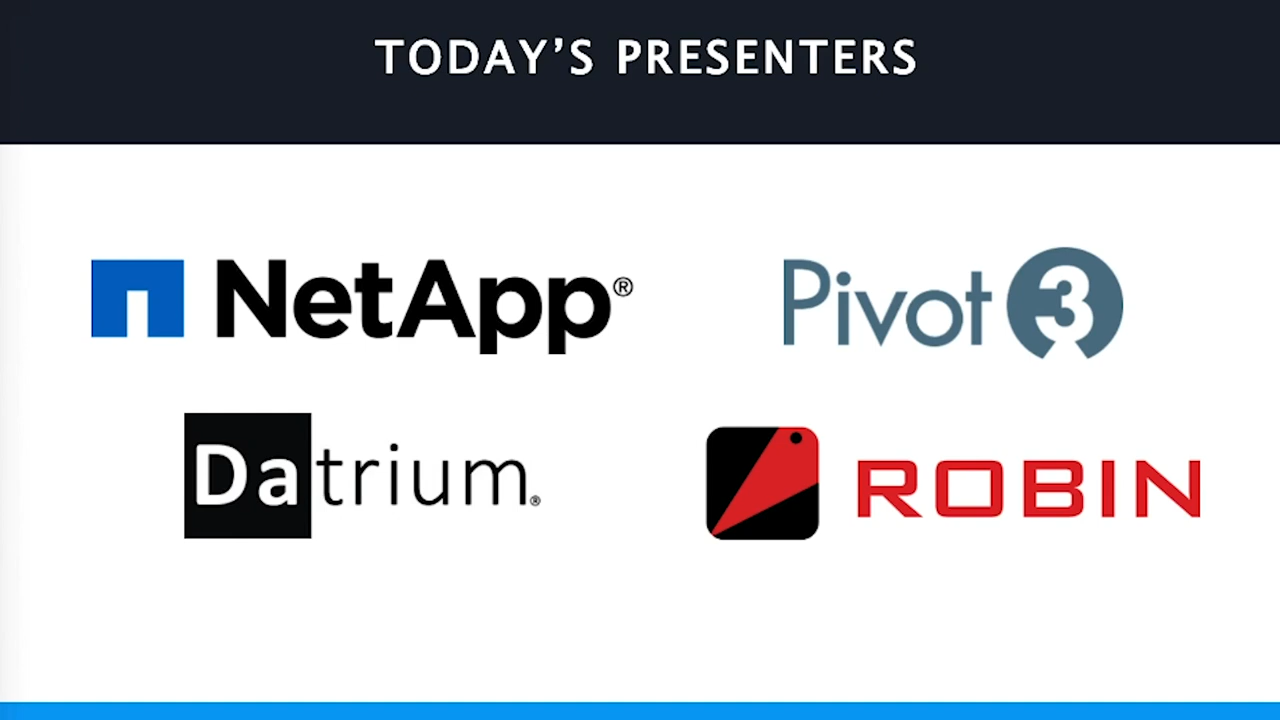 TODAY’S PRESENTERS
NetApp®
Pivot3
Datrium®
ROBIN